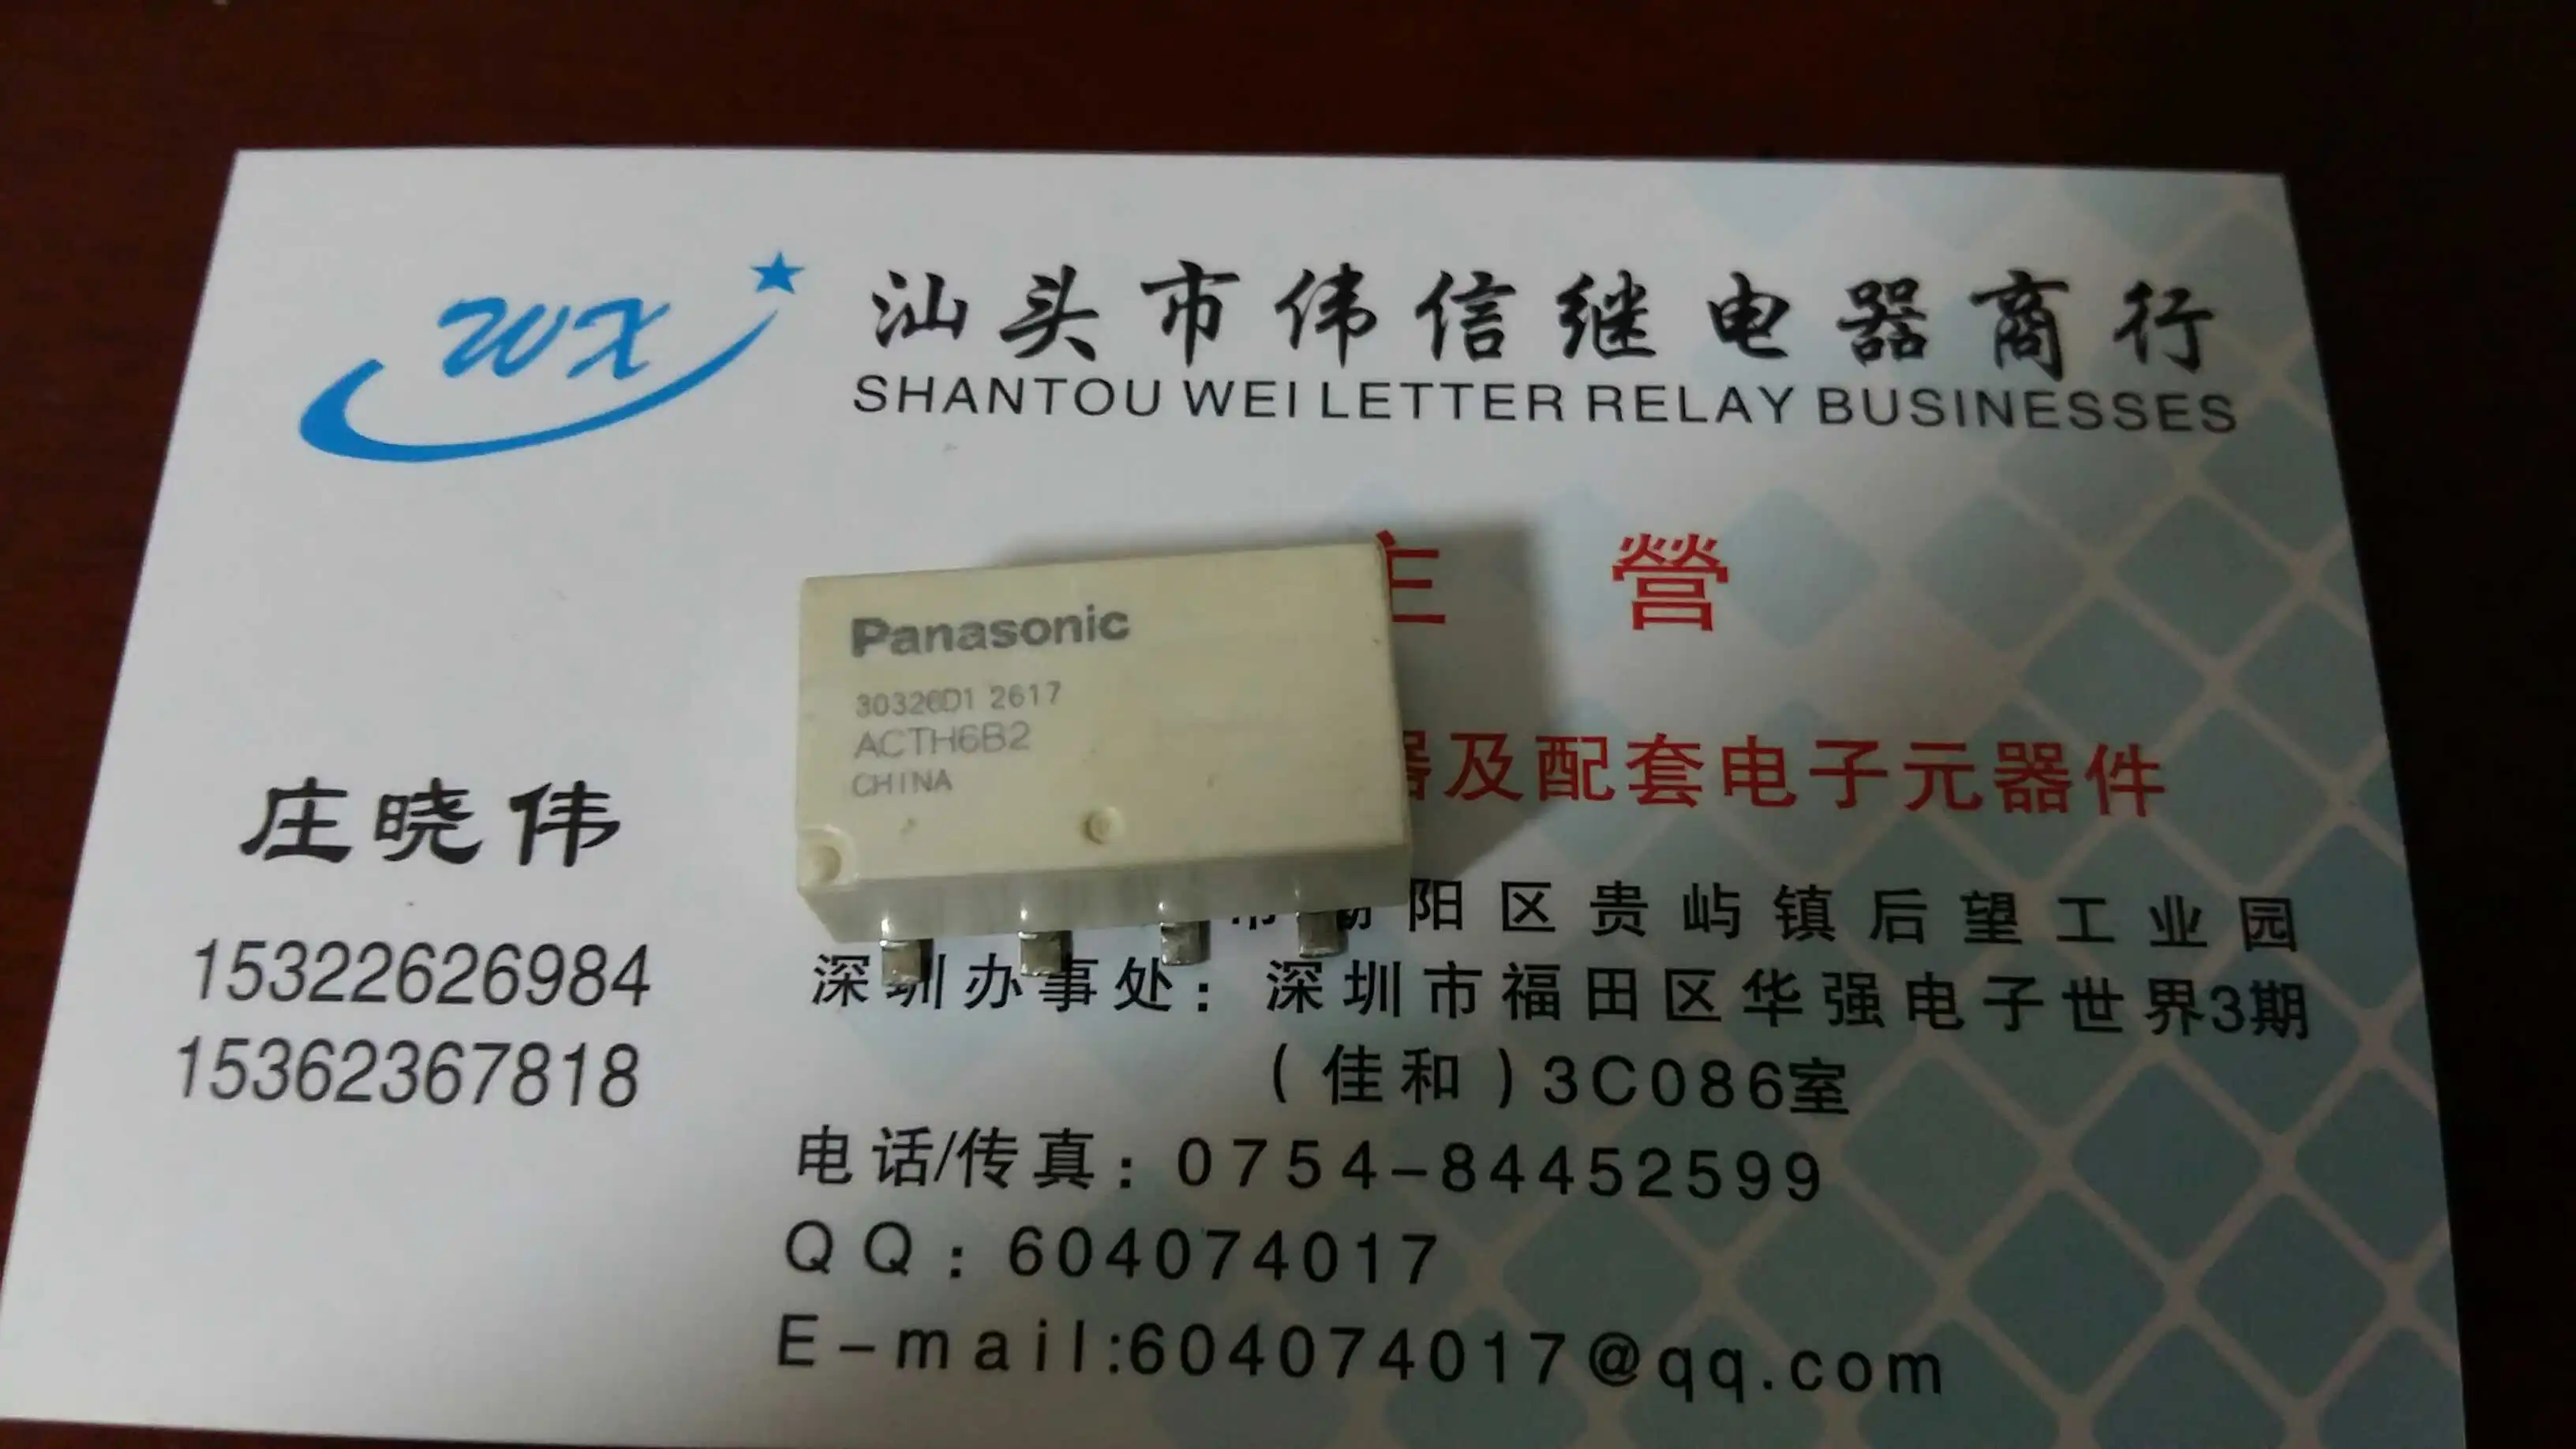 WX
汕头市伟信继电器商行
SHANTOU WEI LETTER RELAY BUSINESSES
主 營
Panasonic
30326D1 2617
ACTH6B2
CHINA
器及配套电子元器件
庄晓伟
15322626984
15362367818
阳区贵屿镇后望工业园
深圳办事处：深圳市福田区华强电子世界3期
(佳和)3C086室
电话/传真：0754-84452599
QQ：604074017
E-mail:604074017@qq.com